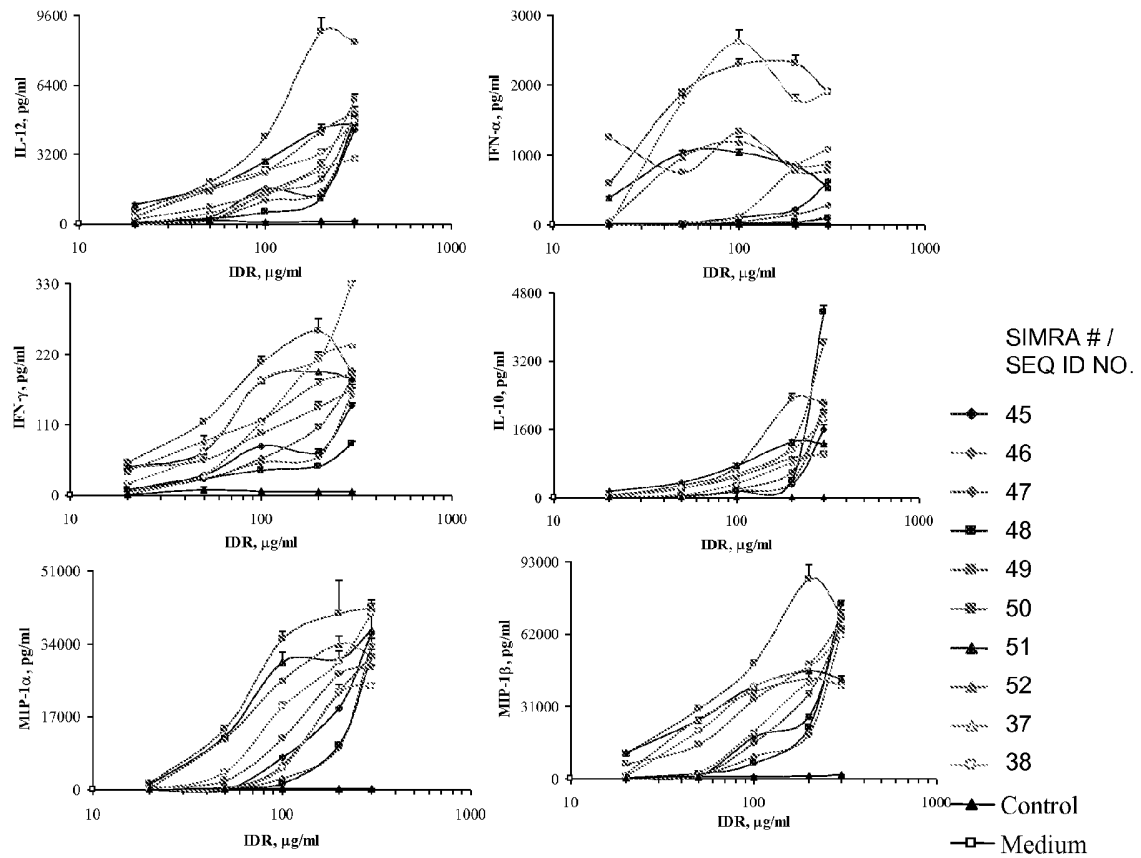 9600
6400
3200
0
IL-12, pg/ml
10 100 1000
IDR, µg/ml
3000
2000
1000
0
IFN-α, pg/ml
10 100 1000
IDR, µg/ml
330
220
110
0
IFN-γ, pg/ml
10 100 1000
IDR, µg/ml
4800
3200
1600
0
IL-10, pg/ml
10 100 1000
IDR, µg/ml
51000
34000
17000
0
MIP-1α, pg/ml
10 100 1000
IDR, µg/ml
93000
62000
31000
0
MIP-1β, pg/ml
10 100 1000
IDR, µg/ml
SIMRA # /
SEQ ID NO.
45
46
47
48
49
50
51
52
37
38
Control
Medium